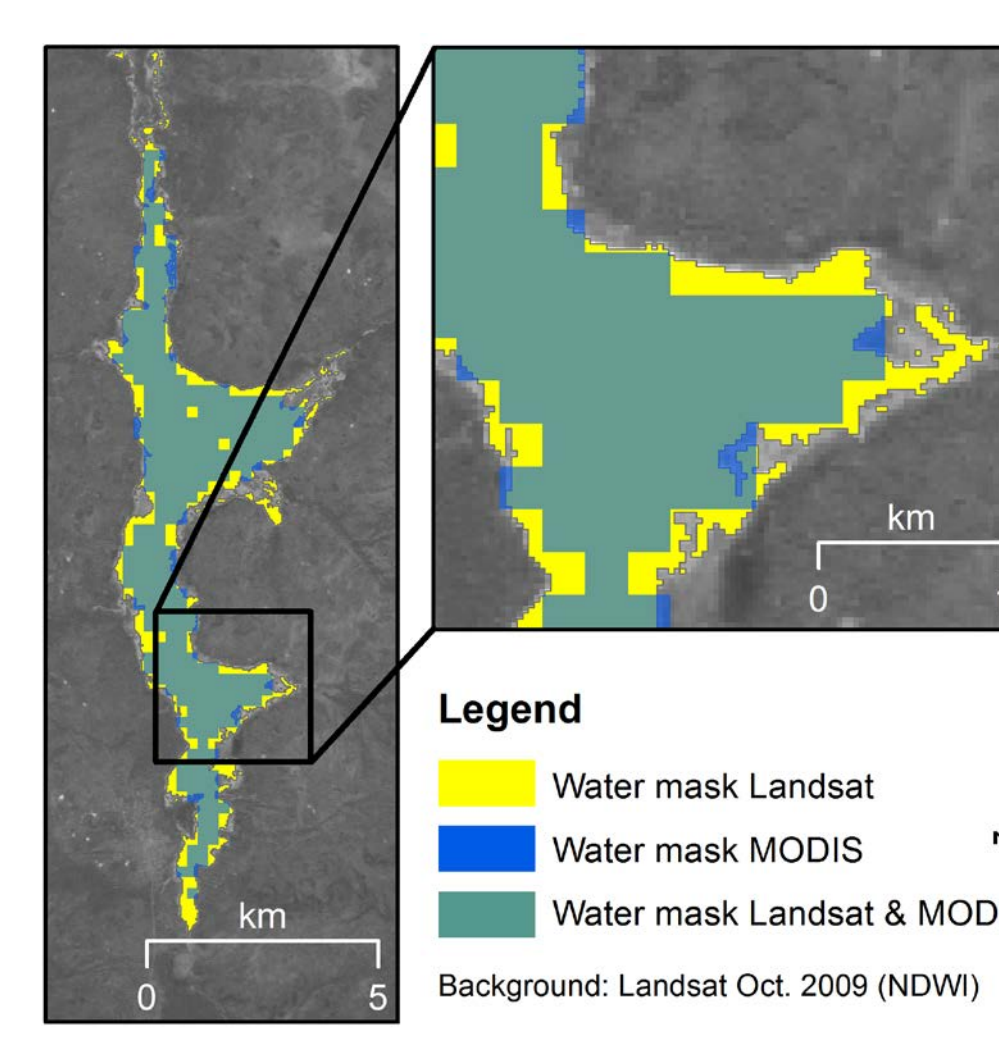 km
0
Legend
Water mask Landsat
Water mask MODIS
Water mask Landsat & MOD
km
0 5
Background: Landsat Oct. 2009 (NDWI)